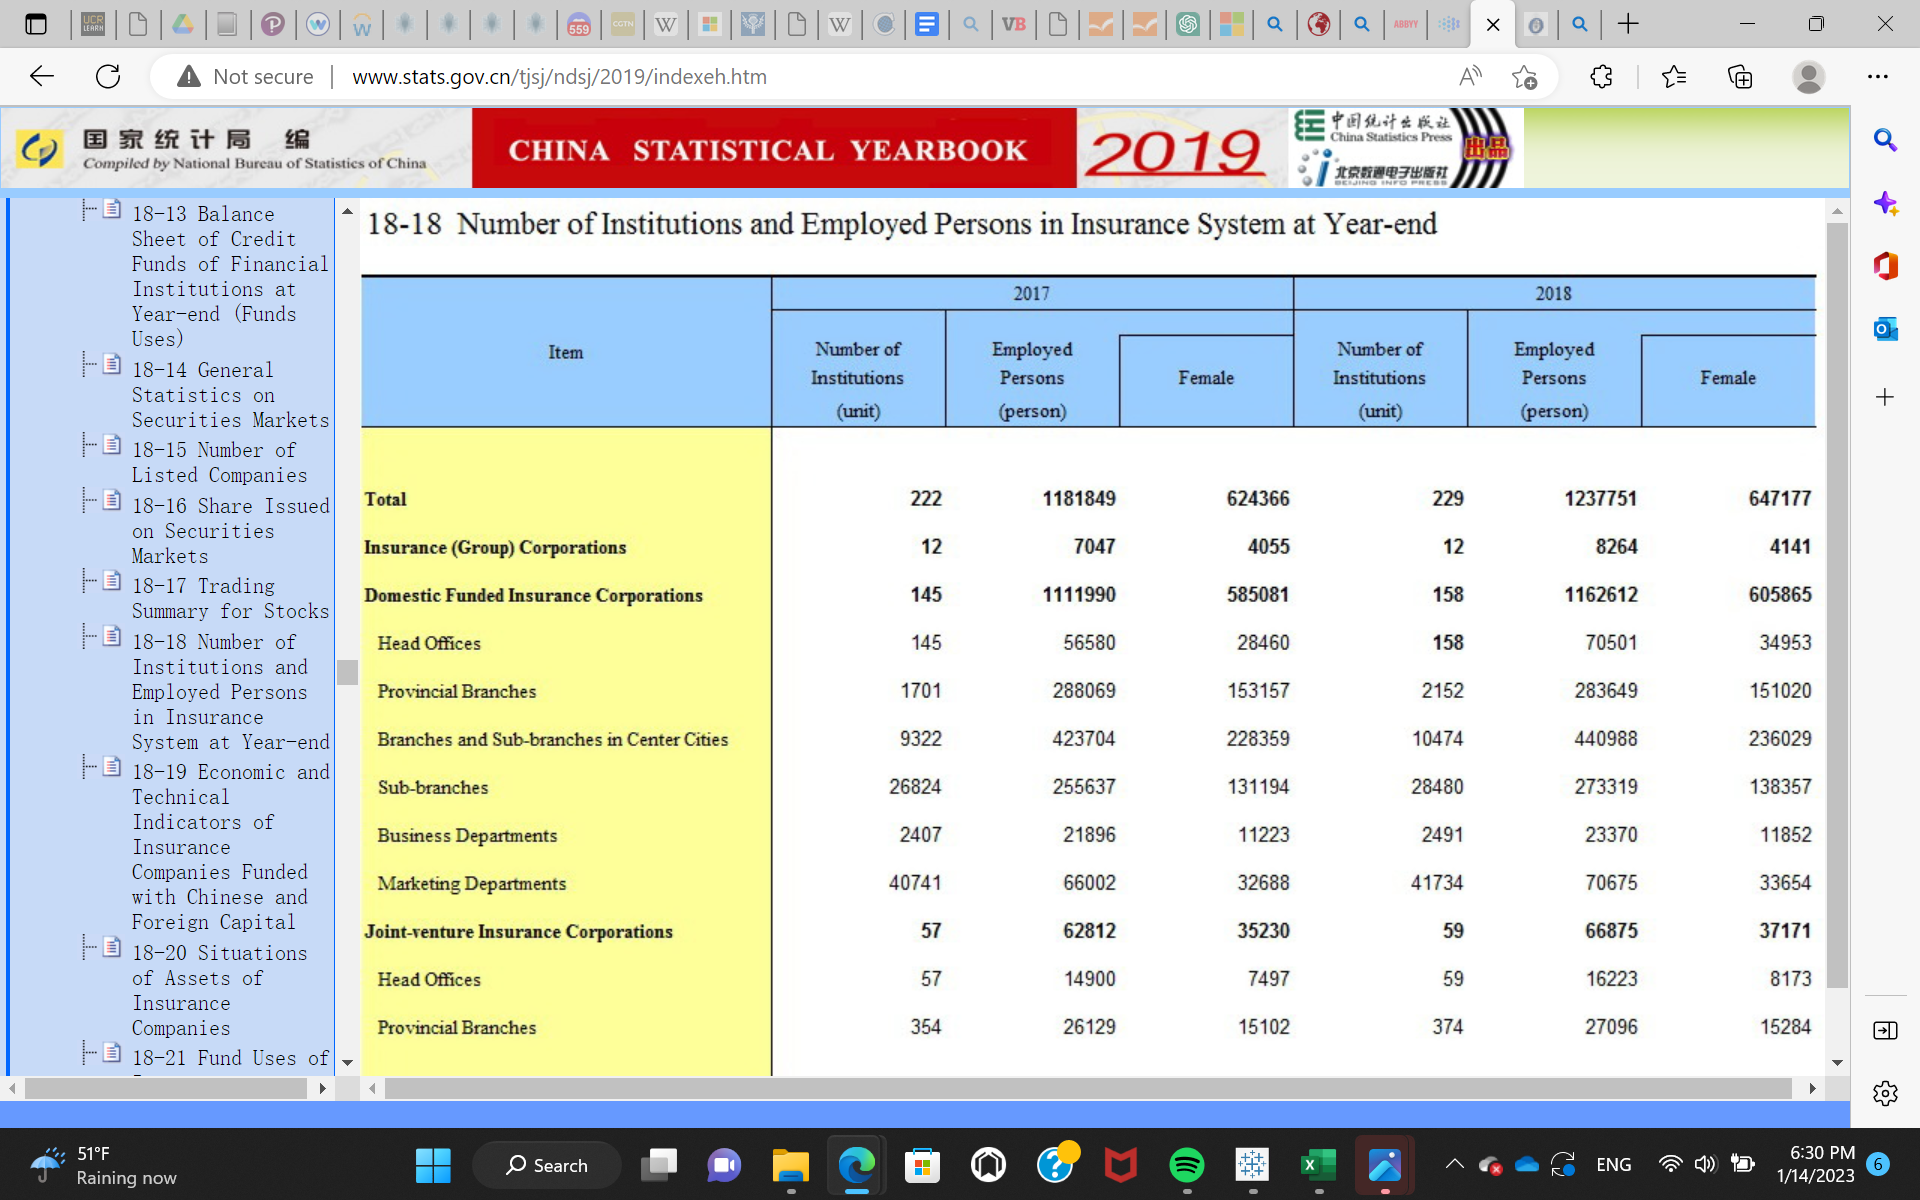 UCR
LEARN
559
CGTN
W
W
VB
ABBYY
Not secure
www.stats.gov.cn/tjsj/ndsj/2019/indexeh.htm
国家统计局 编
Compiled by National Bureau of Statistics of China
CHINA STATISTICAL YEARBOOK
2019
中国统计出版社
China Statistics Press
北京数通电子出版社
BEIJING INFO PRESS
出品
18-13 Balance
Sheet of Credit
Funds of Financial
Institutions at
Year-end (Funds
Uses)
18-14 General
Statistics on
Securities Markets
18-15 Number of
Listed Companies
18-16 Share Issued
on Securities
Markets
18-17 Trading
Summary for Stocks
18-18 Number of
Institutions and
Employed Persons
in Insurance
System at Year-end
18-19 Economic and
Technical
Indicators of
Insurance
Companies Funded
with Chinese and
Foreign Capital
18-20 Situations
of Assets of
Insurance
Companies
18-21 Fund Uses of
18-18 Number of Institutions and Employed Persons in Insurance System at Year-end
Item 2017 2018
Number of Institutions (unit) Employed Persons (person) Female Number of Institutions (unit) Employed Persons (person) Female
Total 222 1181849 624366 229 1237751 647177
Insurance (Group) Corporations 12 7047 4055 12 8264 4141
Domestic Funded Insurance Corporations 145 1111990 585081 158 1162612 605865
Head Offices 145 56580 28460 158 70501 34953
Provincial Branches 1701 288069 153157 2152 283649 151020
Branches and Sub-branches in Center Cities 9322 423704 228359 10474 440988 236029
Sub-branches 26824 255637 131194 28480 273319 138357
Business Departments 2407 21896 11223 2491 23370 11852
Marketing Departments 40741 66002 32688 41734 70675 33654
Joint-venture Insurance Corporations 57 62812 35230 59 66875 37171
Head Offices 57 14900 7497 59 16223 8173
Provincial Branches 354 26129 15102 374 27096 15284
51°F
Raining now
Search
ENG
6:30 PM
1/14/2023
6